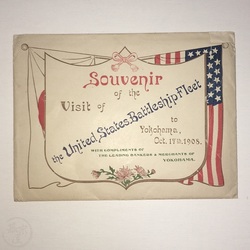 Souvenir
of the
Visit of
the United States Battleship Fleet
to
Yokohama,
Oct. 17th, 1908.
WITH COMPLIMENTS OF
THE LEADING BANKERS & MERCHANTS OF
YOKOHAMA.